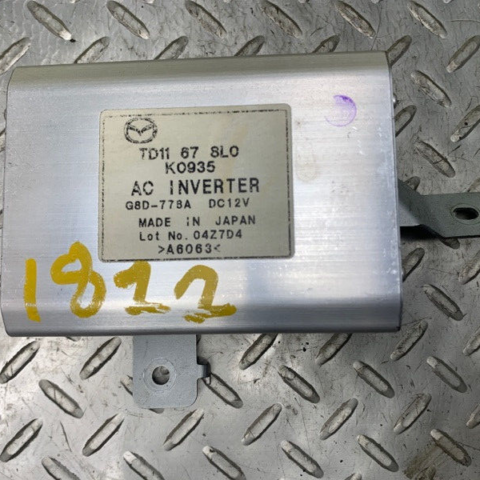 TD11 67 8L0
K0935
AC INVERTER
G8D-778A DC12V
MADE IN JAPAN
Lot No. 04Z7D4
>A6063<
1822